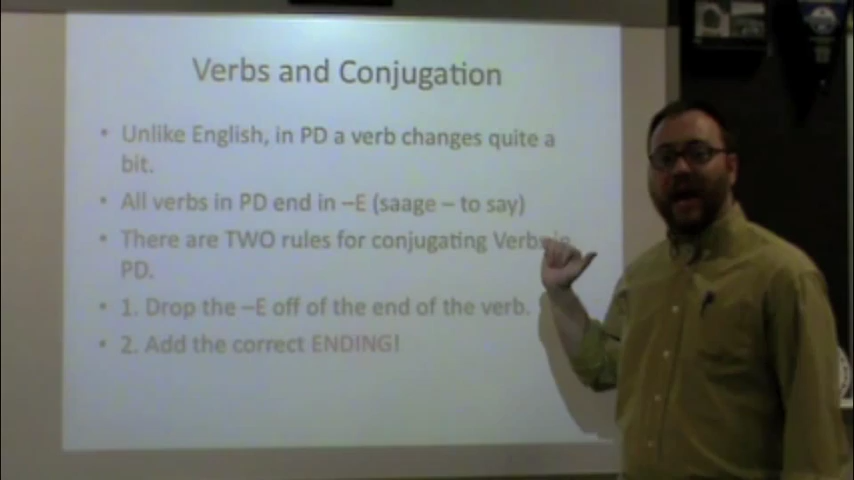 Verbs and Conjugation
• Unlike English, in PD a verb changes quite a
bit.
• All verbs in PD end in –E (saage – to say)
• There are TWO rules for conjugating Verbs in
PD.
• 1. Drop the –E off of the end of the verb.
• 2. Add the correct ENDING!